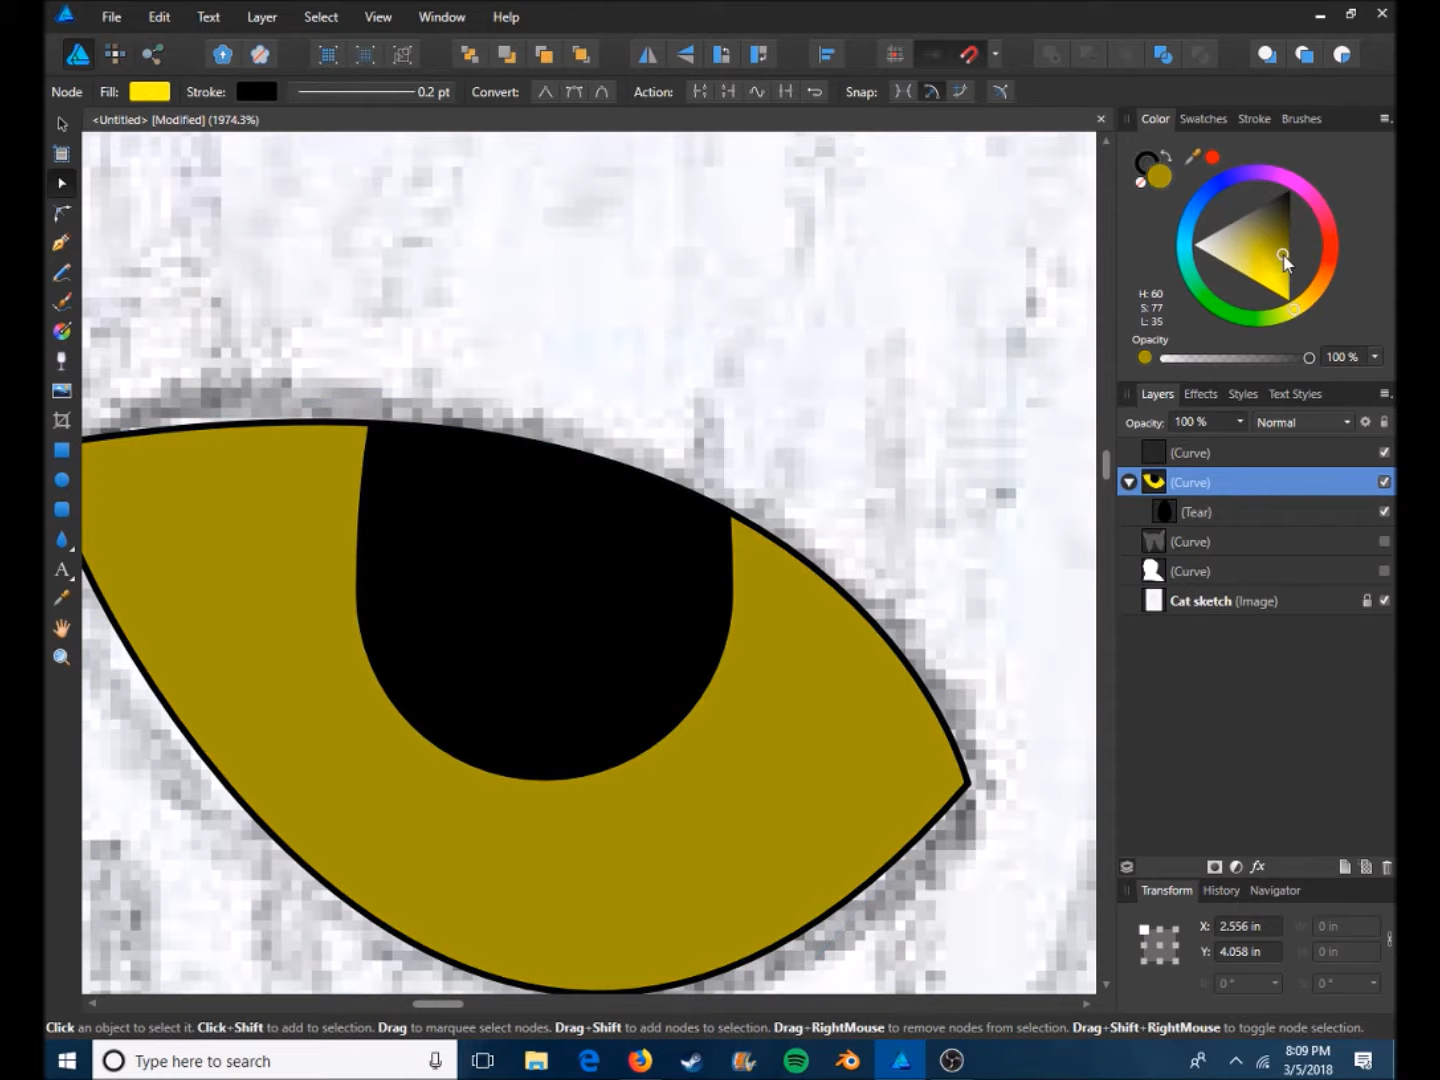 File Edit Text Layer Select View Window Help
Node Fill: Stroke: 0.2 pt Convert: Action: Snap:
<Untitled> [Modified] (1974.3%)
Color Swatches Stroke Brushes
H: 60
S: 77
L: 35
Opacity
100 %
Layers Effects Styles Text Styles
Opacity: 100 % Normal
(Curve)
(Curve)
(Tear)
(Curve)
(Curve)
Cat sketch (Image)
Transform History Navigator
X: 2.556 in W: 0 in
Y: 4.058 in H: 0 in
0 ° 0 °
Click an object to select it. Click+Shift to add to selection. Drag to marquee select nodes. Drag+Shift to add nodes to selection. Drag+RightMouse to remove nodes from selection. Drag+Shift+RightMouse to toggle node selection.
Type here to search
8:09 PM
3/5/2018